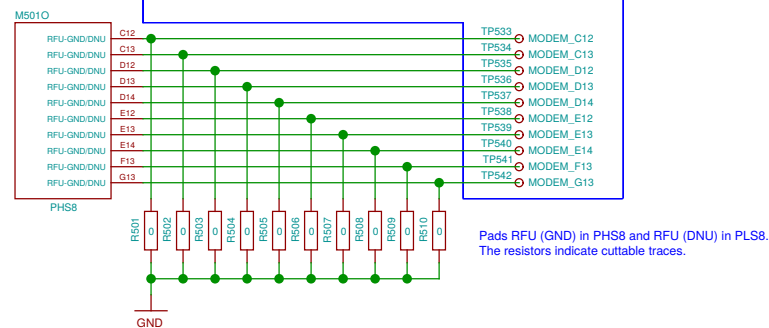 M501O
RFU-GND/DNU C12 TP533 MODEM_C12
RFU-GND/DNU C13 TP534 MODEM_C13
RFU-GND/DNU D12 TP535 MODEM_D12
RFU-GND/DNU D13 TP536 MODEM_D13
RFU-GND/DNU D14 TP537 MODEM_D14
RFU-GND/DNU E12 TP538 MODEM_E12
RFU-GND/DNU E13 TP539 MODEM_E13
RFU-GND/DNU E14 TP540 MODEM_E14
RFU-GND/DNU F13 TP541 MODEM_F13
RFU-GND/DNU G13 TP542 MODEM_G13
PHS8
R501 0 R502 0 R503 0 R504 0 R505 0 R506 0 R507 0 R508 0 R509 0 R510 0
Pads RFU (GND) in PHS8 and RFU (DNU) in PLS8.
The resistors indicate cuttable traces.
GND